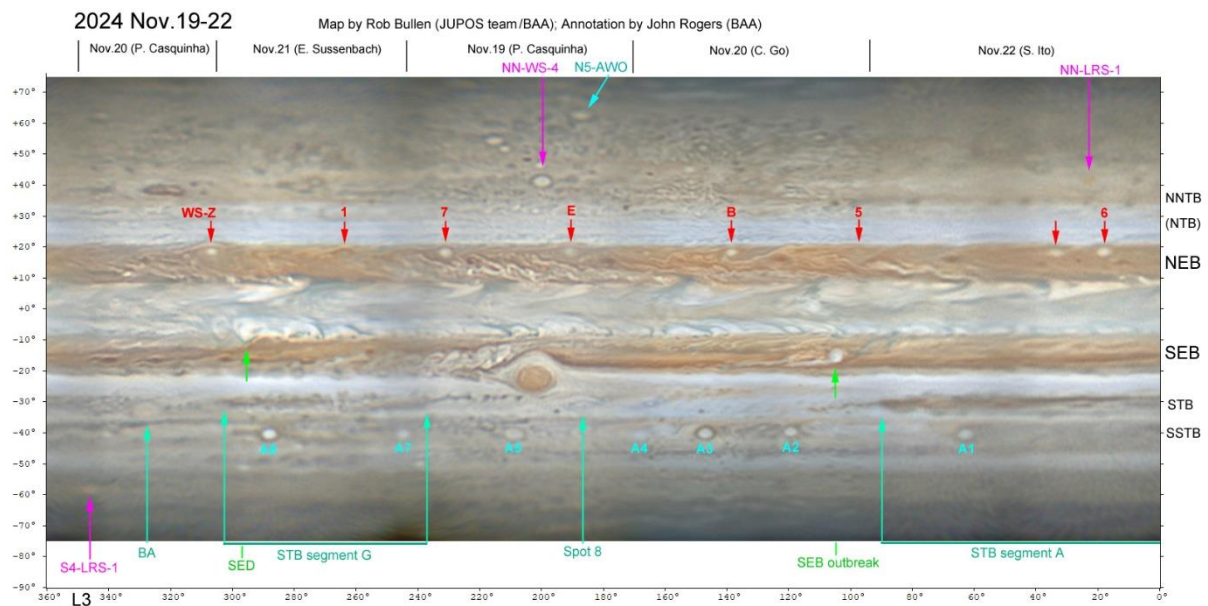 2024 Nov.19-22
Map by Rob Bullen (JUPOS team/BAA); Annotation by John Rogers (BAA)
Nov.20 (P. Casquinha)
Nov.21 (E. Sussenbach)
Nov.19 (P. Casquinha)
Nov.20 (C. Go)
Nov.22 (S. Ito)
NN-WS-4
N5-AWO
NN-LRS-1
+70°
+60°
+50°
+40°
+30°
+20°
+10°
+0°
-10°
-20°
-30°
-40°
-50°
-60°
-70°
-80°
-90°
NNTB
(NTB)
NEB
SEB
STB
SSTB
WS-Z
1
7
E
B
5
6
A7
A5
A4
A3
A2
A1
S4-LRS-1
BA
SED
STB segment G
Spot 8
SEB outbreak
STB segment A
360°
340°
320°
300°
280°
260°
240°
220°
200°
180°
160°
140°
120°
100°
80°
60°
40°
20°
0°
L3